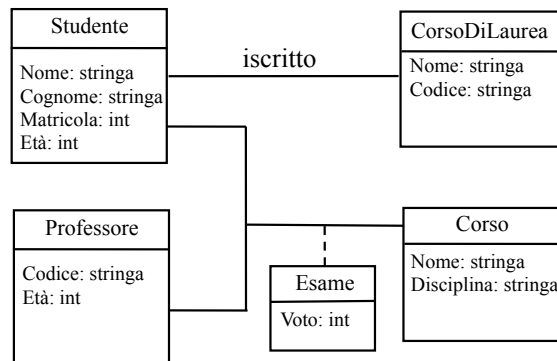 Studente
Nome: stringa
Cognome: stringa
Matricola: int
Età: int
iscritto
CorsoDiLaurea
Nome: stringa
Codice: stringa
Professore
Codice: stringa
Età: int
Esame
Voto: int
Corso
Nome: stringa
Disciplina: stringa